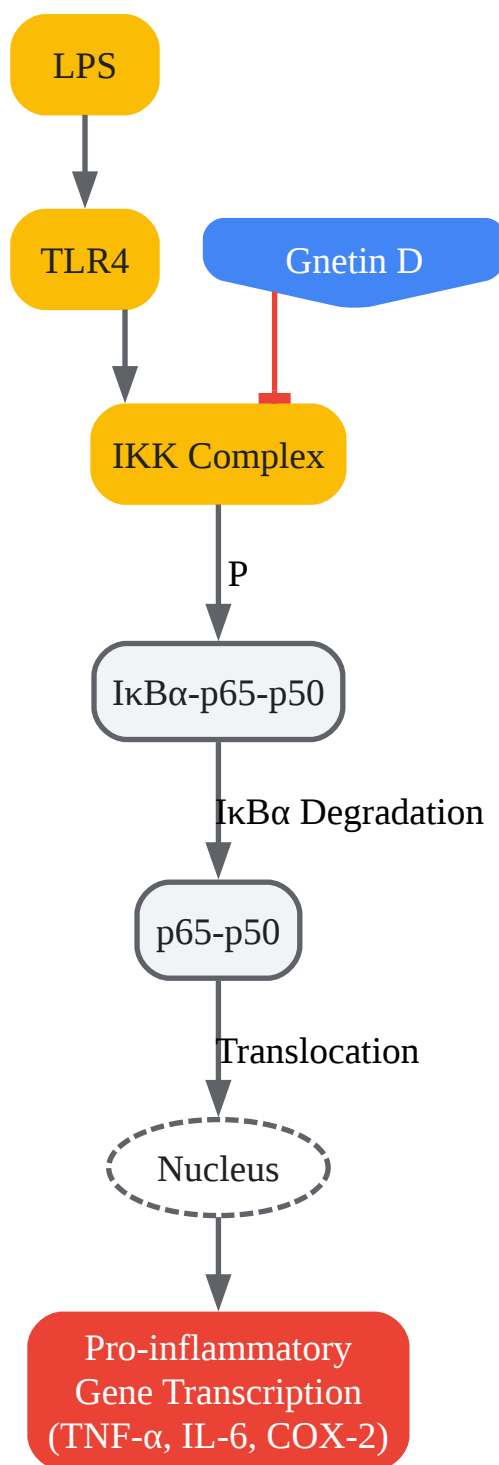 LPS
TLR4
Gnetin D
IKK Complex
P
IκBα-p65-p50
IκBα Degradation
p65-p50
Translocation
Nucleus
Pro-inflammatory
Gene Transcription
(TNF-α, IL-6, COX-2)